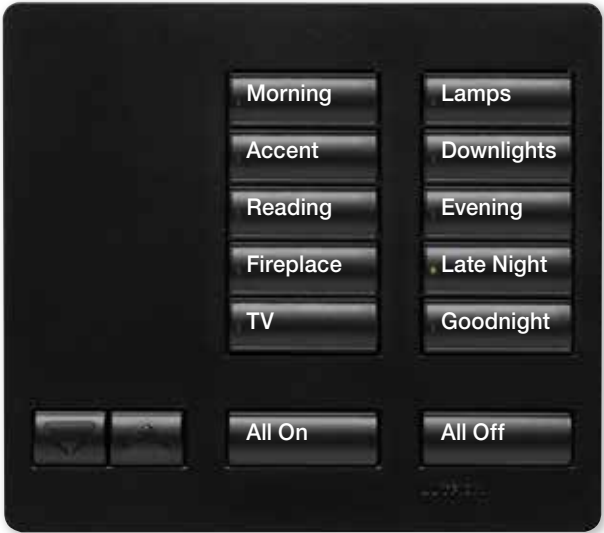 Morning
Accent
Reading
Fireplace
TV
Lamps
Downlights
Evening
Late Night
Goodnight
All On
All Off